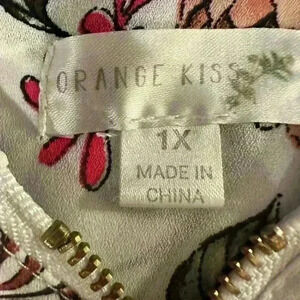 ORANGE KISS
1X
MADE IN
CHINA